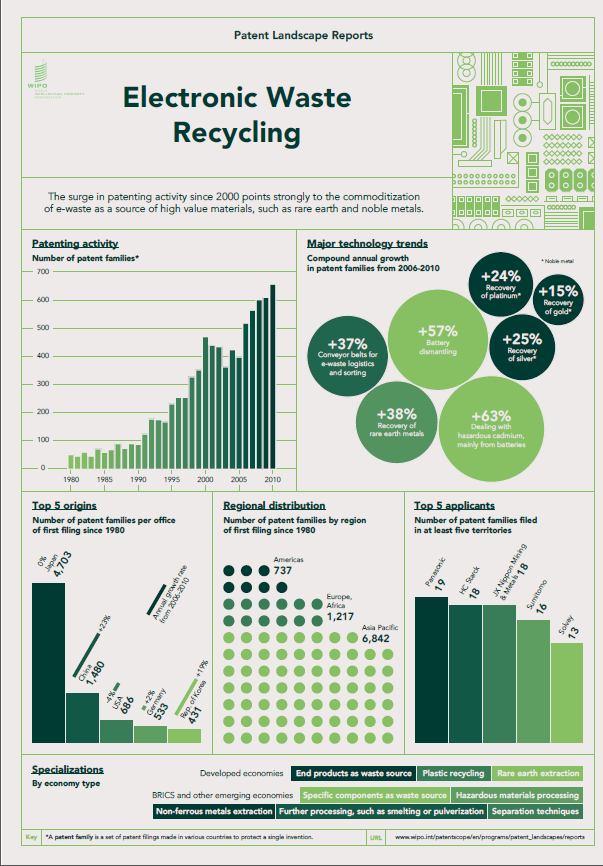 Patent Landscape Reports
WIPO
Electronic Waste
Recycling
The surge in patenting activity since 2000 points strongly to the commoditization
of e-waste as a source of high value materials, such as rare earth and noble metals.
Patenting activity
Number of patent families*
700
600
500
400
300
200
100
0
1980 1985 1990 1995 2000 2005 2010
Major technology trends
Compound annual growth
in patent families from 2006-2010
* Noble metal
+24%
Recovery
of platinum*
+15%
Recovery
of gold*
+57%
Battery
dismantling
+25%
Recovery
of silver*
+37%
Conveyor belts for
e-waste logistics
and sorting
+38%
Recovery of
rare earth metals
+63%
Dealing with
hazardous cadmium,
mainly from batteries
Top 5 origins
Number of patent families per office
of first filing since 1980
0%
Japan
4,703
+23%
China
1,480
-4%
USA
686
+2%
Germany
533
+19%
Rep. of Korea
431
Annual growth rate
from 2006-2010
Regional distribution
Number of patent families by region
of first filing since 1980
Americas
737
Europe,
Africa
1,217
Asia Pacific
6,842
Top 5 applicants
Number of patent families filed
in at least five territories
Panasonic
19
HC Starck
18
JX Nippon Mining
& Metals 18
Sumitomo
16
Solvay
13
Specializations
By economy type
Developed economies End products as waste source Plastic recycling Rare earth extraction
BRICS and other emerging economies Specific components as waste source Hazardous materials processing
Non-ferrous metals extraction Further processing, such as smelting or pulverization Separation techniques
Key *A patent family is a set of patent filings made in various countries to protect a single invention. URL www.wipo.int/patentscope/en/programs/patent_landscapes/reports